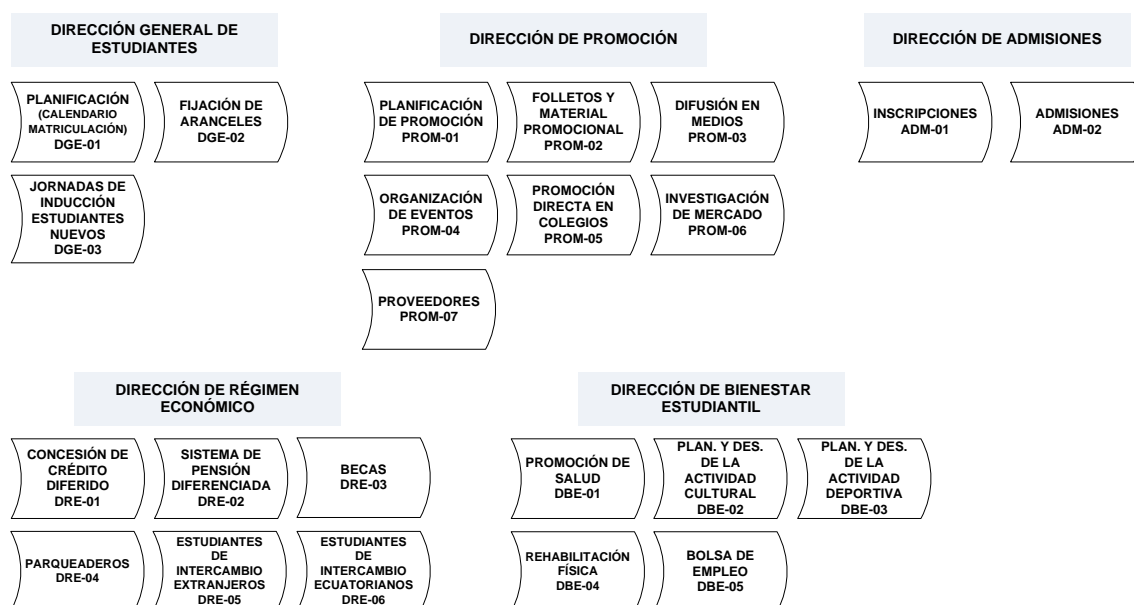 DIRECCIÓN GENERAL DE
ESTUDIANTES
PLANIFICACIÓN
(CALENDARIO
MATRICULACIÓN)
DGE-01
FIJACIÓN DE
ARANCELES
DGE-02
JORNADAS DE
INDUCCIÓN
ESTUDIANTES
NUEVOS
DGE-03
DIRECCIÓN DE PROMOCIÓN
PLANIFICACIÓN
DE PROMOCIÓN
PROM-01
FOLLETOS Y
MATERIAL
PROMOCIONAL
PROM-02
DIFUSIÓN EN
MEDIOS
PROM-03
ORGANIZACIÓN
DE EVENTOS
PROM-04
PROMOCIÓN
DIRECTA EN
COLEGIOS
PROM-05
INVESTIGACIÓN
DE MERCADO
PROM-06
PROVEEDORES
PROM-07
DIRECCIÓN DE ADMISIONES
INSCRIPCIONES
ADM-01
ADMISIONES
ADM-02
DIRECCIÓN DE RÉGIMEN
ECONÓMICO
CONCESIÓN DE
CRÉDITO
DIFERIDO
DRE-01
SISTEMA DE
PENSIÓN
DIFERENCIADA
DRE-02
BECAS
DRE-03
PARQUEADEROS
DRE-04
ESTUDIANTES
DE
INTERCAMBIO
EXTRANJEROS
DRE-05
ESTUDIANTES
DE
INTERCAMBIO
ECUATORIANOS
DRE-06
DIRECCIÓN DE BIENESTAR
ESTUDIANTIL
PROMOCIÓN DE
SALUD
DBE-01
PLAN. Y DES.
DE LA
ACTIVIDAD
CULTURAL
DBE-02
PLAN. Y DES.
DE LA
ACTIVIDAD
DEPORTIVA
DBE-03
REHABILITACIÓN
FÍSICA
DBE-04
BOLSA DE
EMPLEO
DBE-05